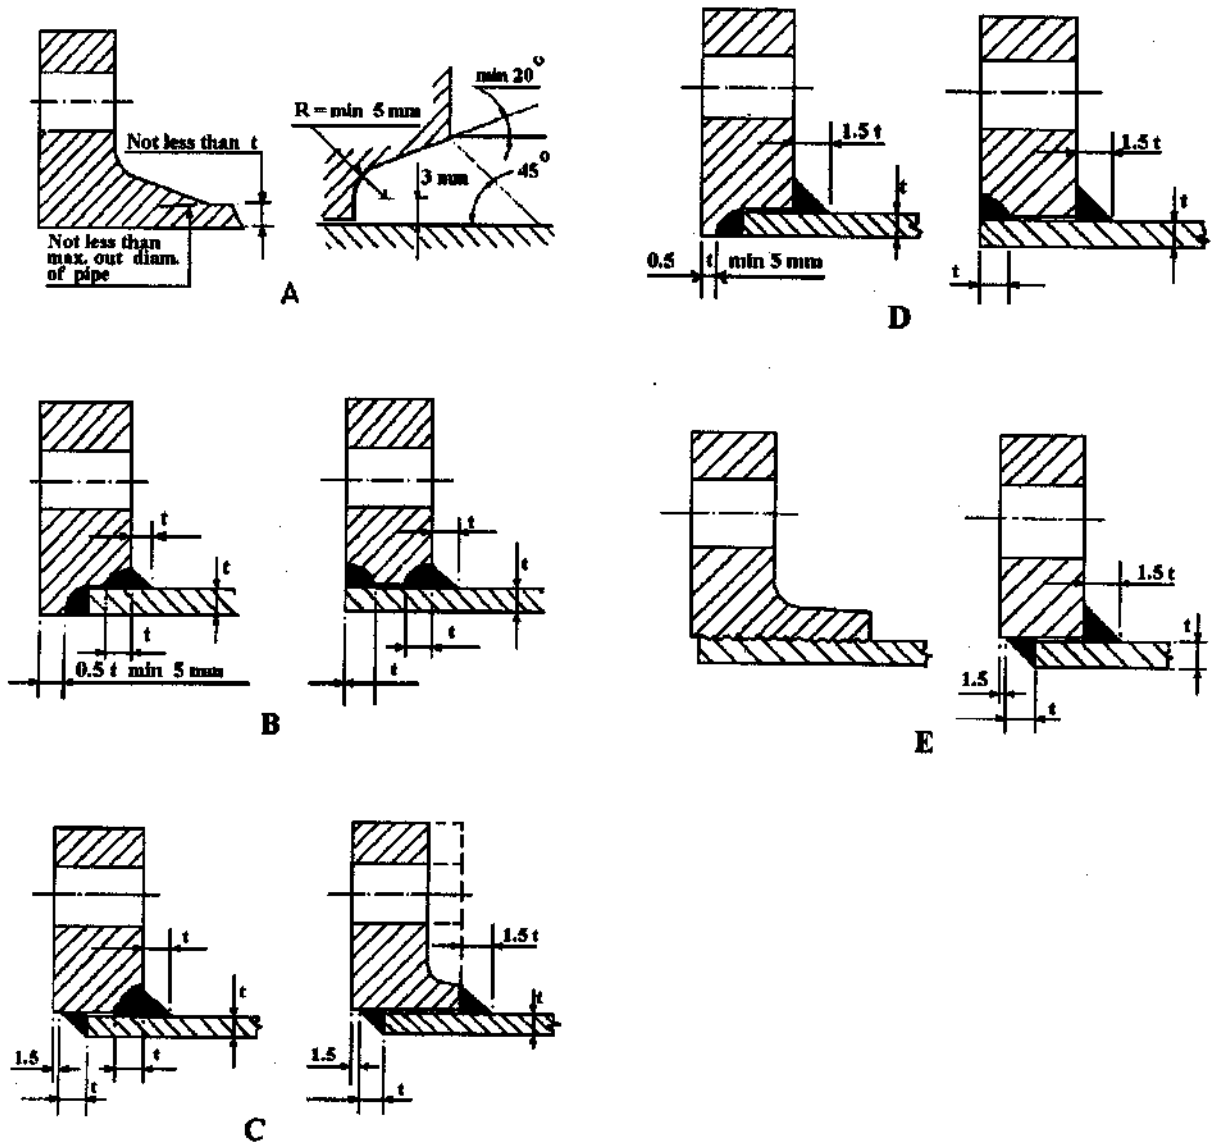 Not less than t
Not less than
max. out diam.
of pipe
R = min 5 mm
min 20°
3 mm
45°
A
1.5 t
t
0.5 t min 5 mm
1.5 t
t
t
D
t
t
t
0.5 t min 5 mm
t
t
t
t
B
1.5 t
t
1.5
t
E
t
t
1.5
t
t
1.5 t
t
1.5
t
C